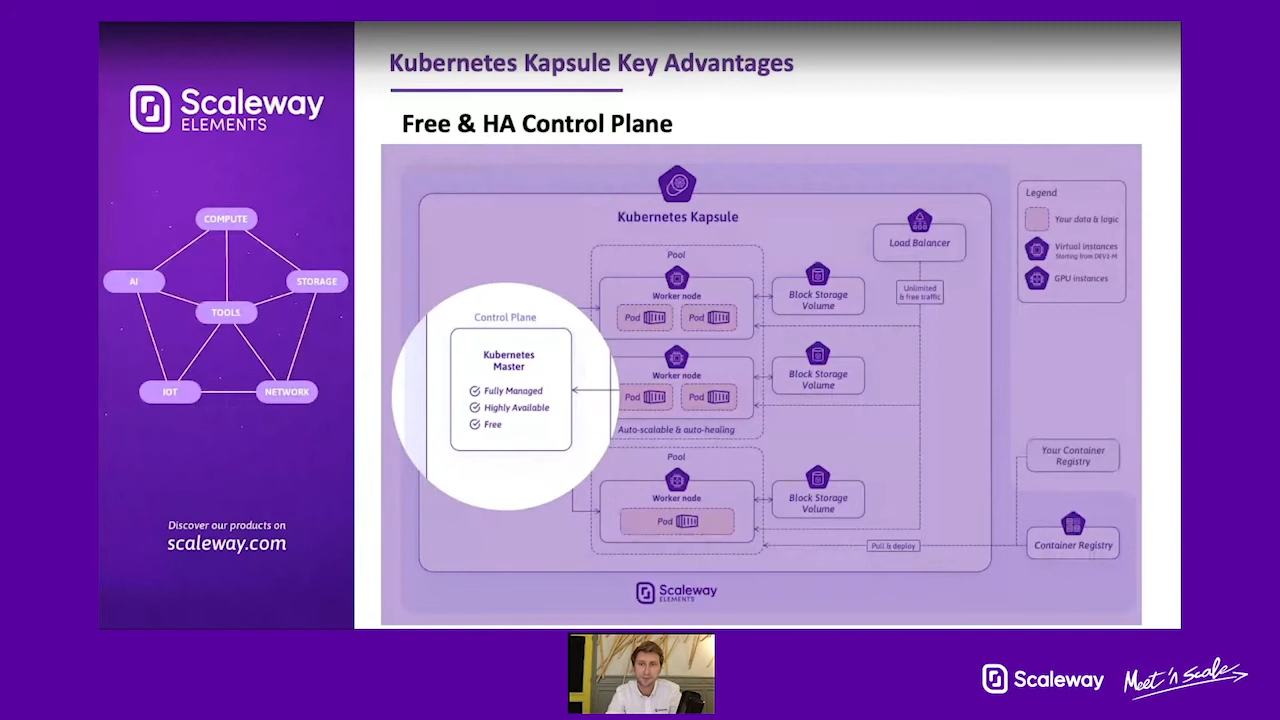 Scaleway
ELEMENTS
COMPUTE
AI
STORAGE
TOOLS
IOT
NETWORK
Discover our products on
scaleway.com
Kubernetes Kapsule Key Advantages
Free & HA Control Plane
Kubernetes Kapsule
Control Plane
Kubernetes
Master
Fully Managed
Highly Available
Free
Pool
Worker node
Pod
Pod
Worker node
Pod
Pod
Auto-scalable & auto-healing
Pool
Worker node
Pod
Block Storage
Volume
Block Storage
Volume
Block Storage
Volume
Load Balancer
Unlimited
& free traffic
Pull & deploy
Legend
Your data & logic
Virtual instances
Starting from DEV1-M
GPU instances
Your Container
Registry
Container Registry
Scaleway
ELEMENTS
Scaleway
Meet 'n Scale